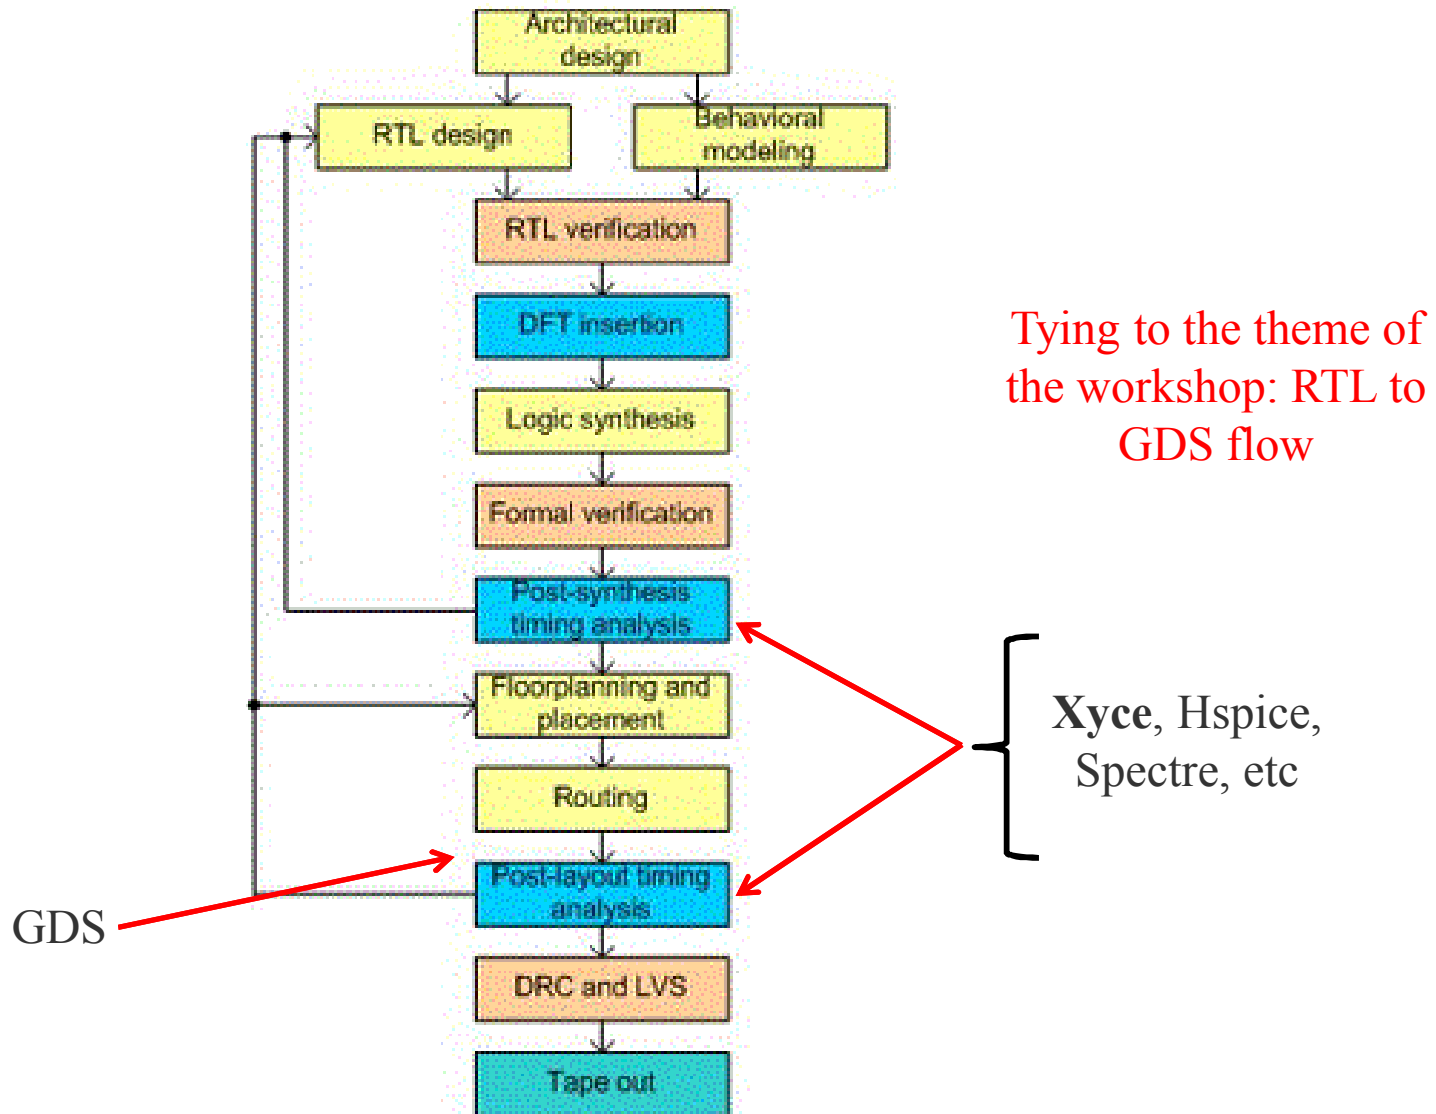 Architectural
design
RTL design
Behavioral
modeling
RTL verification
DFT insertion
Tying to the theme of
the workshop: RTL to
GDS flow
Logic synthesis
Formal verification
Post-synthesis
timing analysis
Floorplanning and
placement
Xyce, Hspice,
Spectre, etc
Routing
Post-layout timing
analysis
GDS
DRC and LVS
Tape out